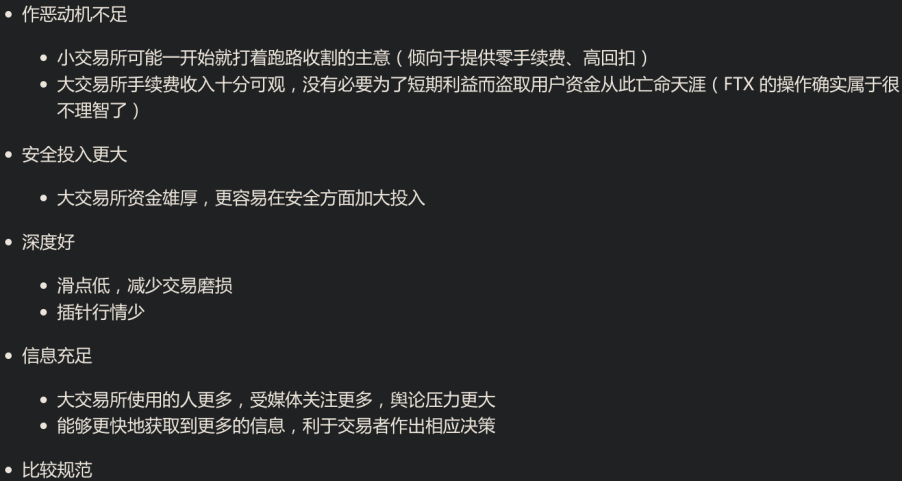 作恶动机不足
小交易所可能一开始就打着跑路收割的主意（倾向于提供零手续费、高回扣）
大交易所手续费收入十分可观，没有必要为了短期利益而盗取用户资金从此亡命天涯（FTX 的操作确实属于很
不理智了）
安全投入更大
大交易所资金雄厚，更容易在安全方面加大投入
深度好
滑点低，减少交易磨损
插针行情少
信息充足
大交易所使用的人更多，受媒体关注更多，舆论压力更大
能够更快地获取到更多的信息，利于交易者作出相应决策
比较规范